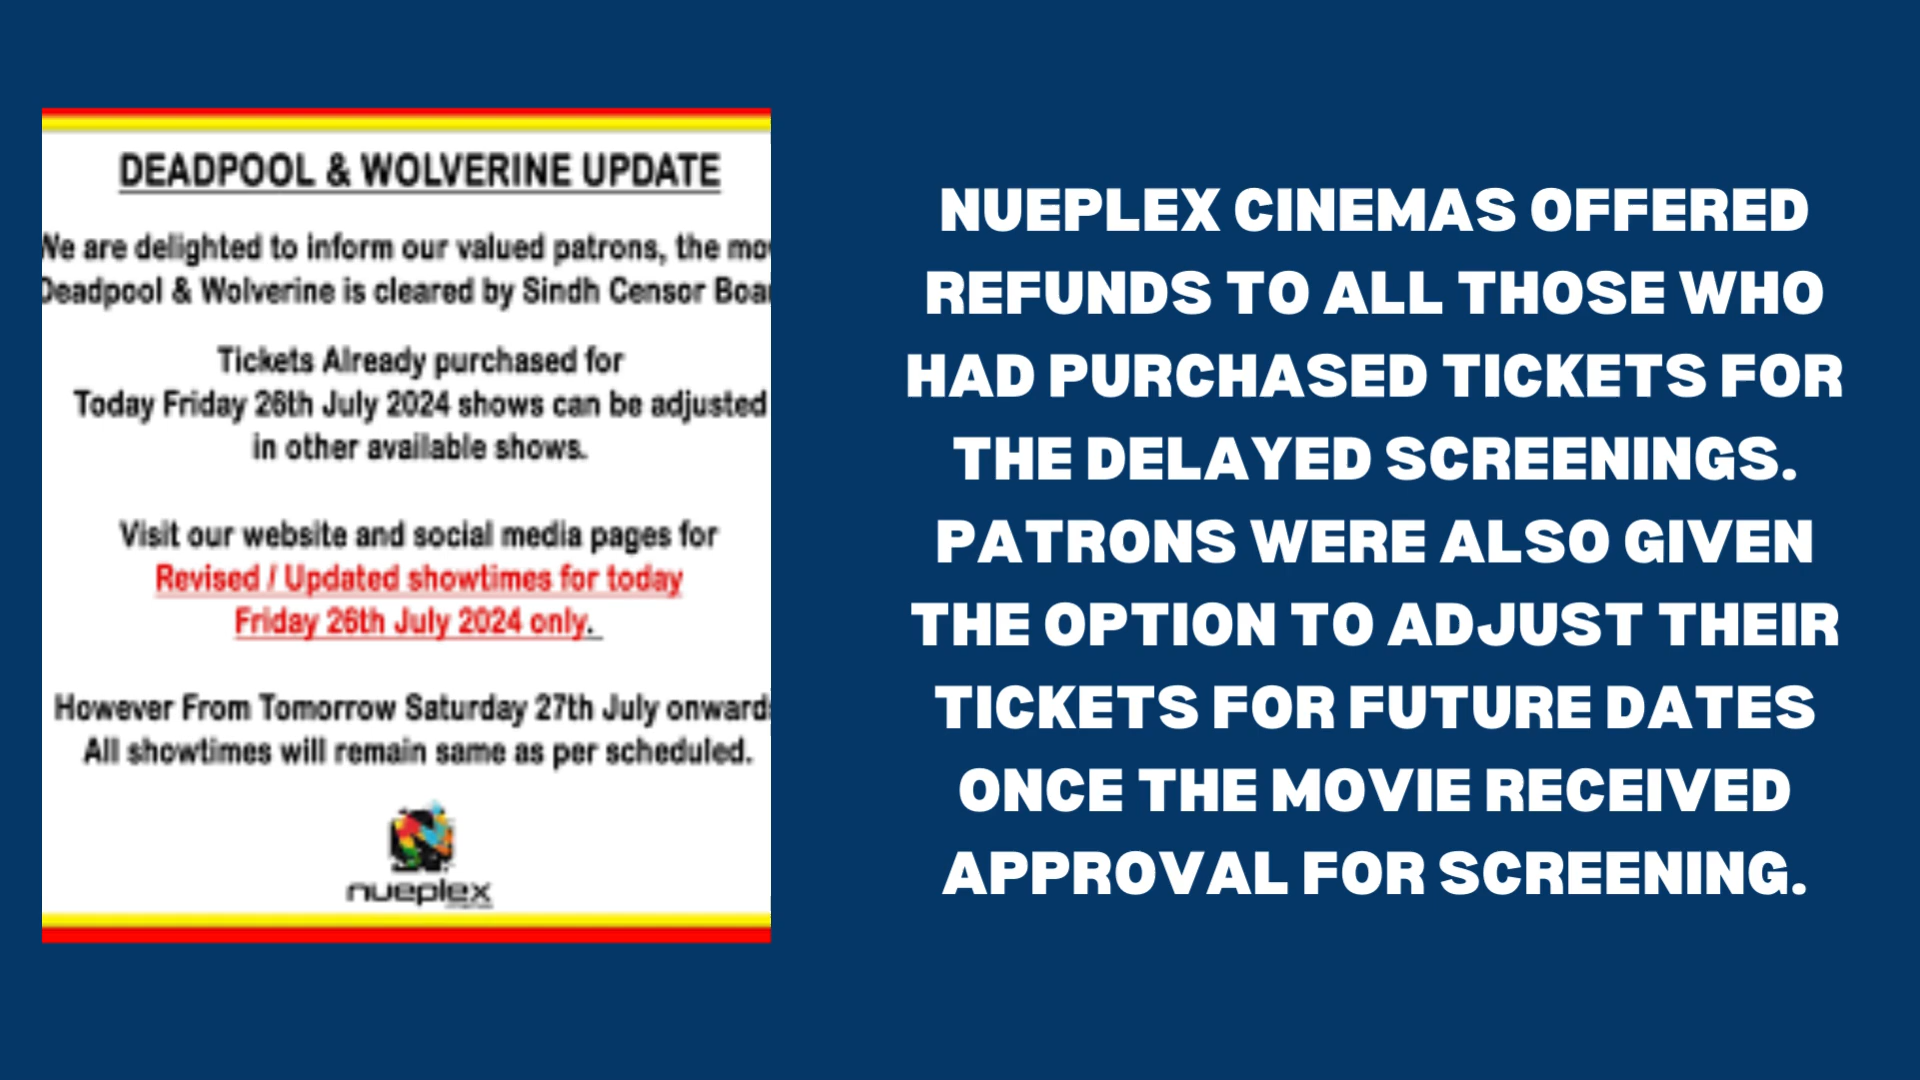 DEADPOOL & WOLVERINE UPDATE
We are delighted to inform our valued patrons, the
Deadpool & Wolverine is cleared by Sindh Censor
Tickets Already purchased for
Today Friday 26th July 2024 shows can be adjusted
in other available shows.
Visit our website and social media pages for
Revised / Updated showtimes for today
Friday 26th July 2024 only.
However From Tomorrow Saturday 27th July onward
All showtimes will remain same as per scheduled.
nueplex
NUEPLEX CINEMAS OFFERED
REFUNDS TO ALL THOSE WHO
HAD PURCHASED TICKETS FOR
THE DELAYED SCREENINGS.
PATRONS WERE ALSO GIVEN
THE OPTION TO ADJUST THEIR
TICKETS FOR FUTURE DATES
ONCE THE MOVIE RECEIVED
APPROVAL FOR SCREENING.